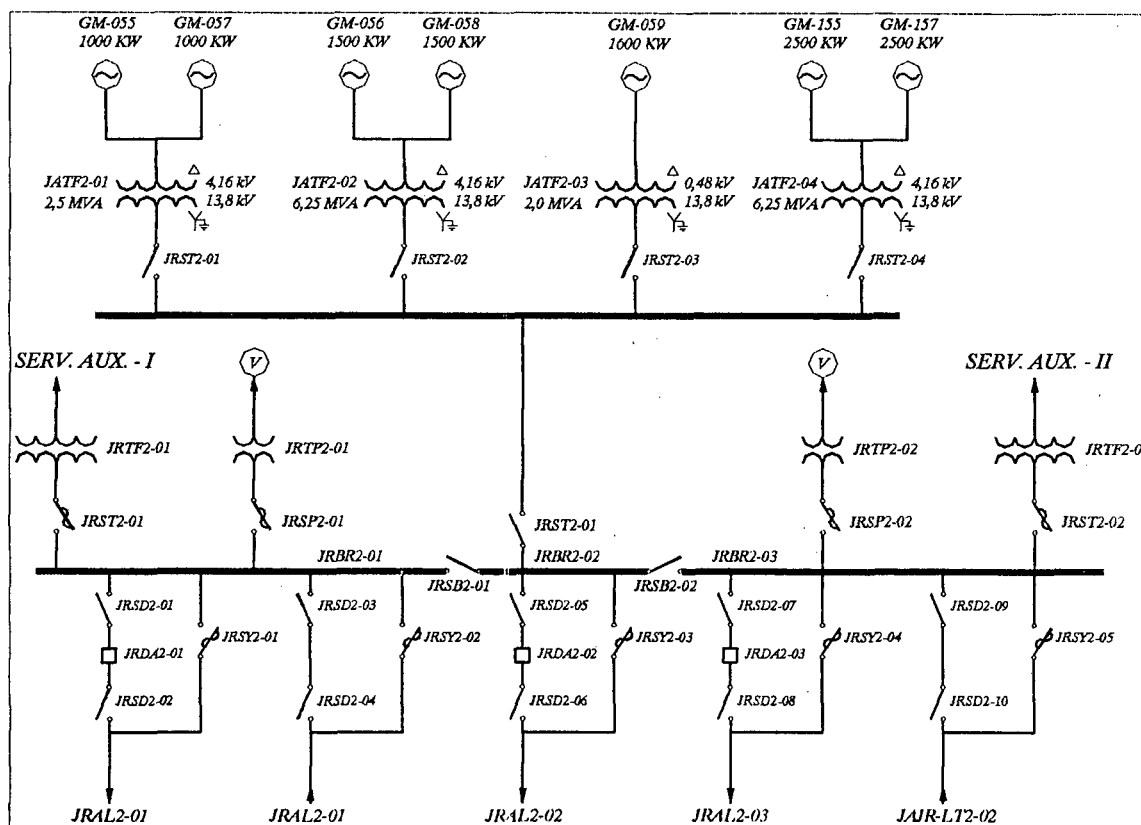 GM-055 GM-057 GM-056 GM-058 GM-059 GM-155 GM-157
1000 KW 1000 KW 1500 KW 1500 KW 1600 KW 2500 KW 2500 KW
JATF2-01 4,16 kV JATF2-02 4,16 kV JATF2-03 0,48 kV JATF2-04 4,16 kV
2,5 MVA 13,8 kV 6,25 MVA 13,8 kV 2,0 MVA 13,8 kV 6,25 MVA 13,8 kV
JRST2-01 JRST2-02 JRST2-03 JRST2-04
SERV. AUX. - I V V SERV. AUX. - II
JRTF2-01 JRTP2-01 JRTP2-02 JRTF2-0
JRST2-01 JRSP2-01 JRST2-01 JRSP2-02 JRST2-02
JRBR2-01 JRBR2-02 JRBR2-03
JRSB2-01 JRSB2-02
JRSD2-01 JRSD2-03 JRSD2-05 JRSD2-07 JRSD2-09
JRSY2-01 JRSY2-02 JRSY2-03 JRSY2-04 JRSY2-05
JRDA2-01 JRDA2-02 JRDA2-03
JRSD2-02 JRSD2-04 JRSD2-06 JRSD2-08 JRSD2-10
JRAL2-01 JRAL2-01 JRAL2-02 JRAL2-03 JAJR-LT2-02